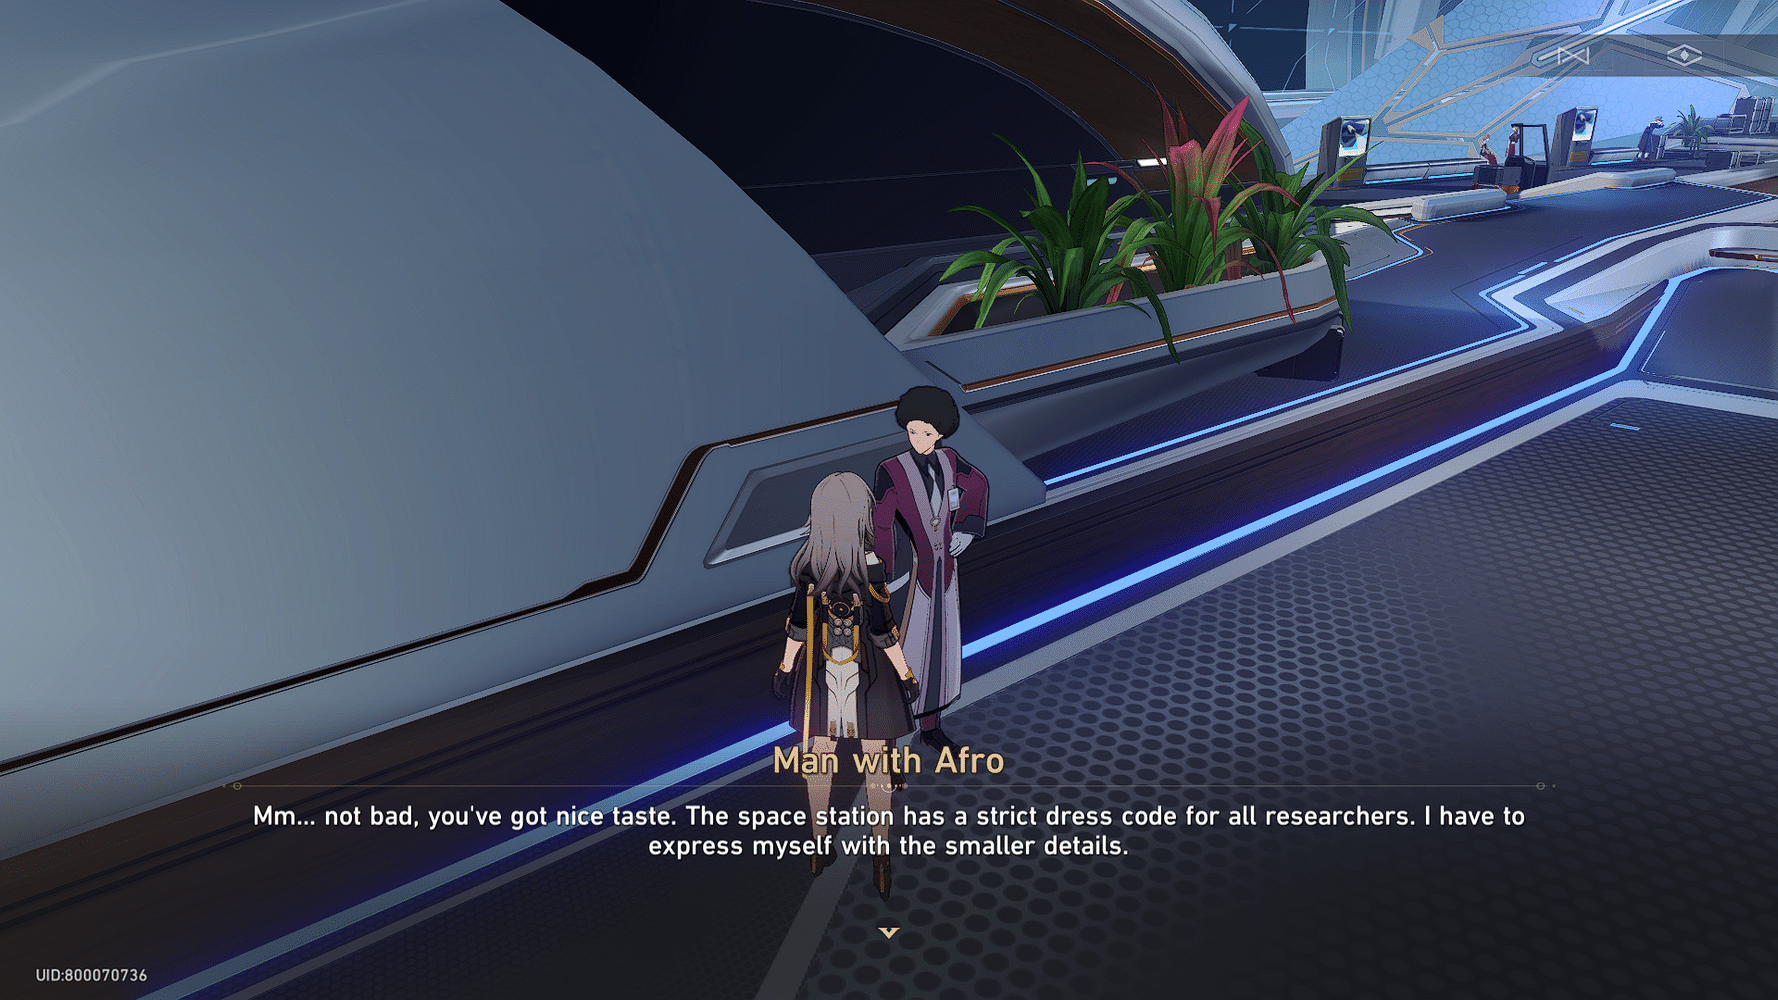 Man with Afro
Mm... not bad, you've got nice taste. The space station has a strict dress code for all researchers. I have to
express myself with the smaller details.
UID:800070736